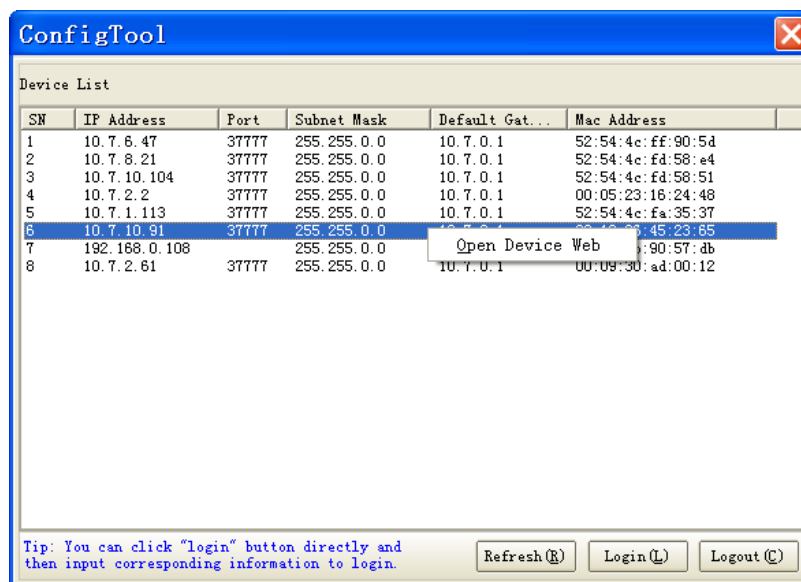 ConfigTool
Device List
SN IP Address Port Subnet Mask Default Gat... Mac Address
1 10.7.6.47 37777 255.255.0.0 10.7.0.1 52:54:4c:ff:90:5d
2 10.7.8.21 37777 255.255.0.0 10.7.0.1 52:54:4c:fd:58:e4
3 10.7.10.104 37777 255.255.0.0 10.7.0.1 52:54:4c:fd:58:51
4 10.7.2.2 37777 255.255.0.0 10.7.0.1 00:05:23:16:24:48
5 10.7.1.113 37777 255.255.0.0 10.7.0.1 52:54:4c:fa:35:37
6 10.7.10.91 37777 255.255.0.0 :45:23:65
Open Device Web
7 192.168.0.108 255.255.0.0 :90:57:db
8 10.7.2.61 37777 255.255.0.0 10.7.0.1 00:09:30:ad:00:12
Tip: You can click "login" button directly and
then input corresponding information to login.
Refresh(R) Login(L) Logout(C)